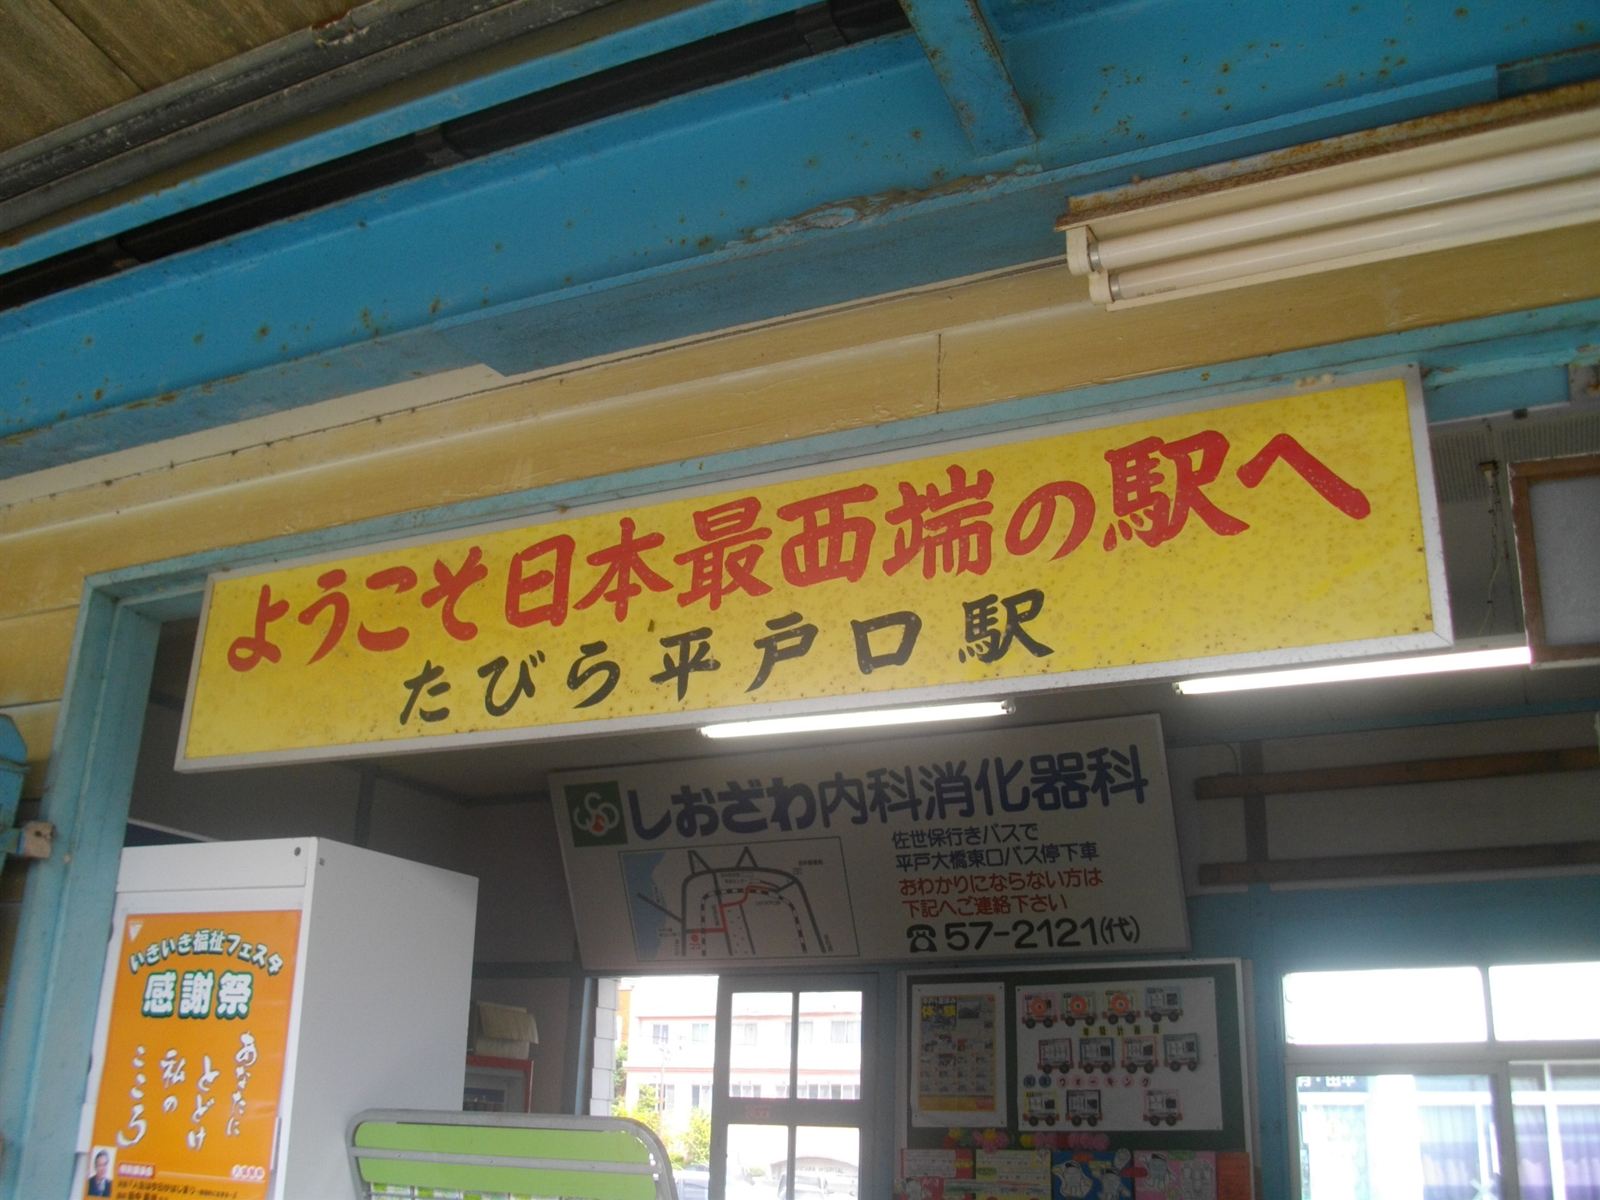 ようこそ日本最西端の駅へ
たびら平戸口駅
しおざわ内科消化器科
佐世保行きバスで
平戸大橋東口バス停下車
おわかりにならない方は
下記へご連絡下さい
☎57-2121(代)
いきいき福祉フェスタ
感謝祭
あなたに
とどけ
私の
こころ